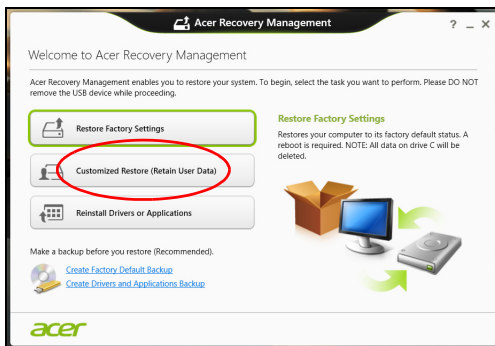 Acer Recovery Management
? _ ×
Welcome to Acer Recovery Management
Acer Recovery Management enables you to restore your system. To begin, select the task you want to perform. Please DO NOT
remove the USB device while proceeding.
Restore Factory Settings
Customized Restore (Retain User Data)
Reinstall Drivers or Applications
Restore Factory Settings
Restores your computer to its factory default status. A
reboot is required. NOTE: All data on drive C will be
deleted.
Make a backup before you restore (Recommended).
Create Factory Default Backup
Create Drivers and Applications Backup
acer